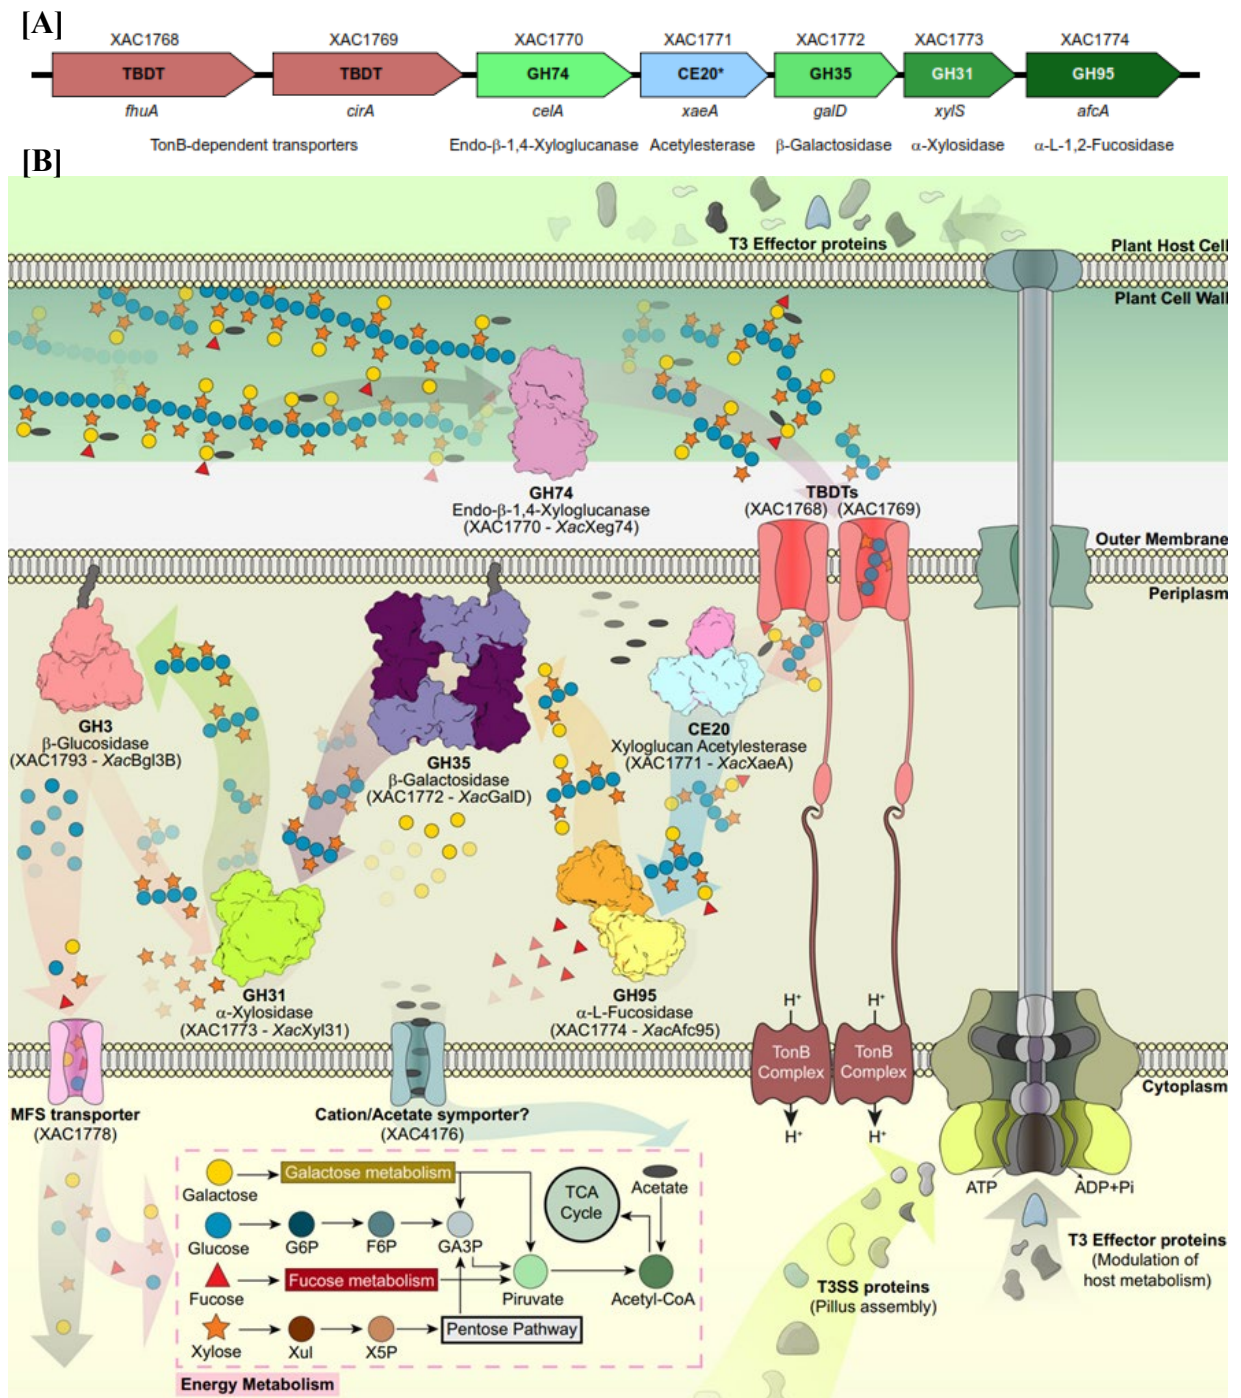 [A]
XAC1768 XAC1769 XAC1770 XAC1771 XAC1772 XAC1773 XAC1774
TBDT TBDT GH74 CE20* GH35 GH31 GH95
fhuA cirA celA xaeA galD xylS afcA
TonB-dependent transporters Endo-β-1,4-Xyloglucanase Acetylesterase β-Galactosidase α-Xylosidase α-L-1,2-Fucosidase
[B]
T3 Effector proteins
Plant Host Cell
Plant Cell Wall
GH74
Endo-β-1,4-Xyloglucanase
(XAC1770 - XacXeg74)
TBDTs
(XAC1768) (XAC1769)
Outer Membrane
Periplasm
GH3
β-Glucosidase
(XAC1793 - XacBgl3B)
GH35
β-Galactosidase
(XAC1772 - XacGalD)
CE20
Xyloglucan Acetylesterase
(XAC1771 - XacXaeA)
GH31
α-Xylosidase
(XAC1773 - XacXyl31)
GH95
α-L-Fucosidase
(XAC1774 - XacAfc95)
H⁺ H⁺
TonB Complex
TonB Complex
H⁺ H⁺
Cytoplasm
MFS transporter
(XAC1778)
Cation/Acetate symporter?
(XAC4176)
ATP ADP+Pi
T3 Effector proteins
(Modulation of
host metabolism)
T3SS proteins
(Pillus assembly)
Galactose Galactose metabolism
TCA
Cycle
Acetate
Glucose G6P F6P GA3P
Fucose Fucose metabolism Piruvate Acetyl-CoA
Xylose Xul X5P Pentose Pathway
Energy Metabolism